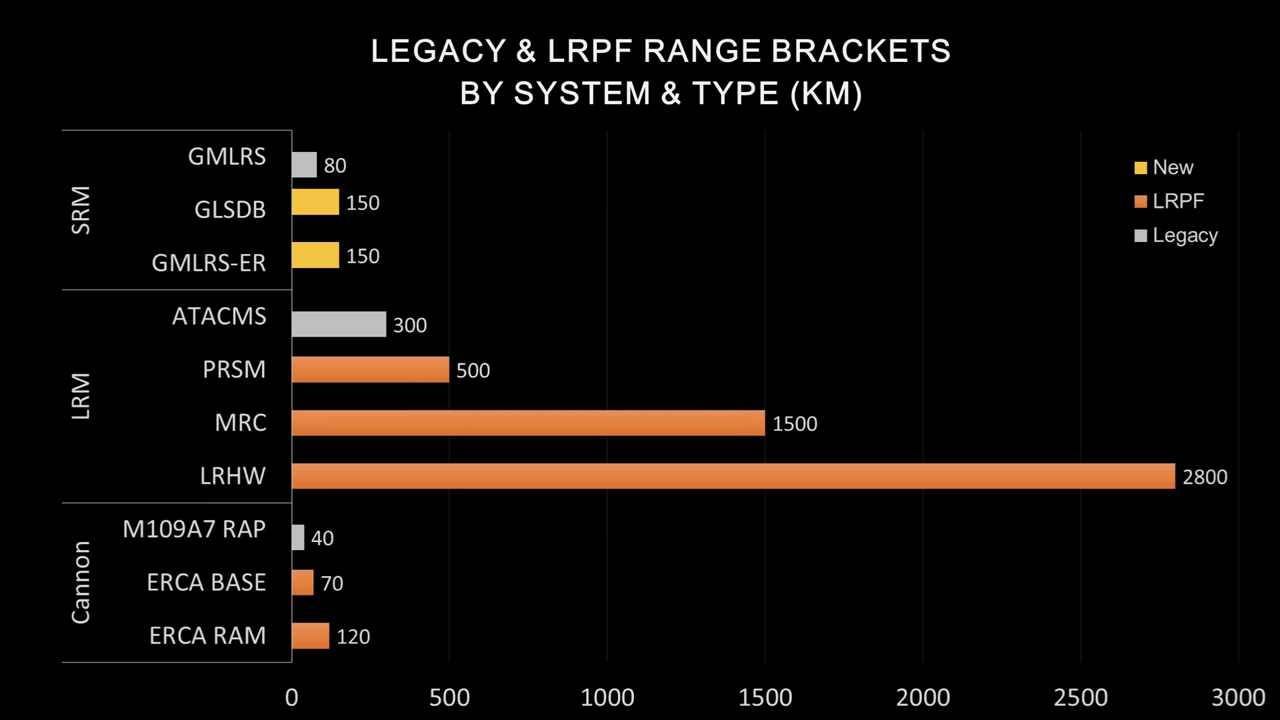 LEGACY & LRPF RANGE BRACKETS
BY SYSTEM & TYPE (KM)
New
LRPF
Legacy
SRM
GMLRS 80
GLSDB 150
GMLRS-ER 150
LRM
ATACMS 300
PRSM 500
MRC 1500
LRHW 2800
Cannon
M109A7 RAP 40
ERCA BASE 70
ERCA RAM 120
0 500 1000 1500 2000 2500 3000